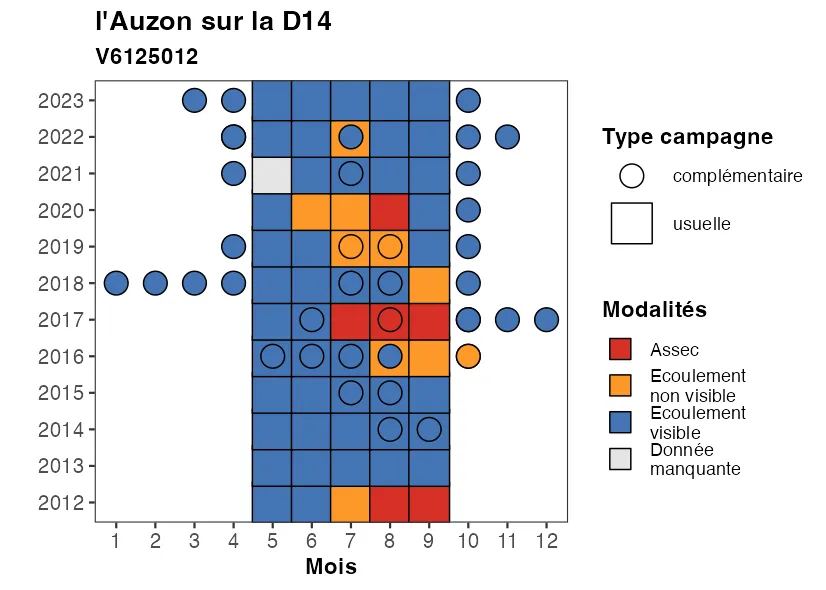 l'Auzon sur la D14
V6125012
2023
2022
2021
2020
2019
2018
2017
2016
2015
2014
2013
2012
1 2 3 4 5 6 7 8 9 10 11 12
Mois
Type campagne
complémentaire
usuelle
Modalités
Assec
Ecoulement
non visible
Ecoulement
visible
Donnée
manquante